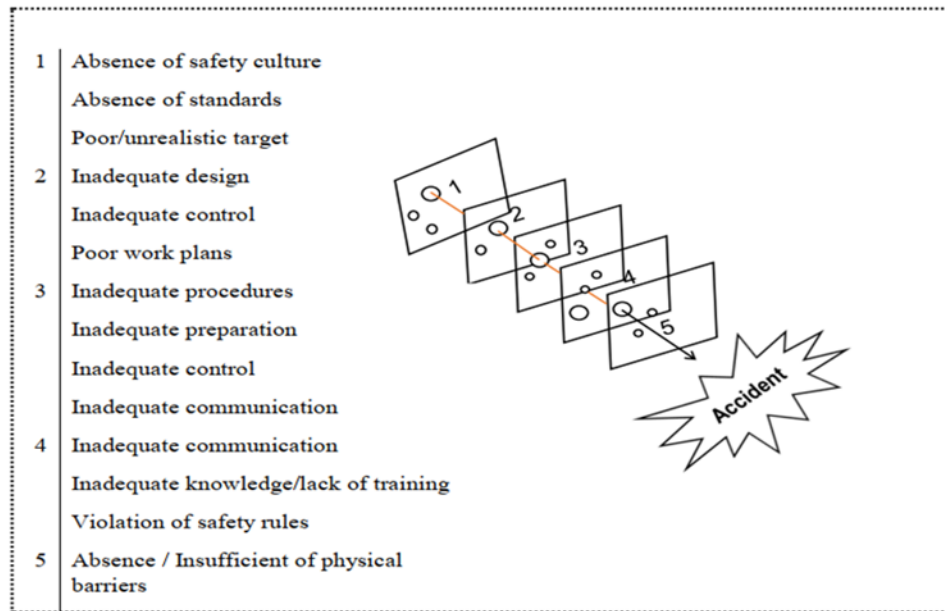 1 Absence of safety culture
Absence of standards
Poor/unrealistic target
2 Inadequate design
Inadequate control
Poor work plans
3 Inadequate procedures
Inadequate preparation
Inadequate control
Inadequate communication
4 Inadequate communication
Inadequate knowledge/lack of training
Violation of safety rules
5 Absence / Insufficient of physical
barriers
1
2
3
4
5
Accident